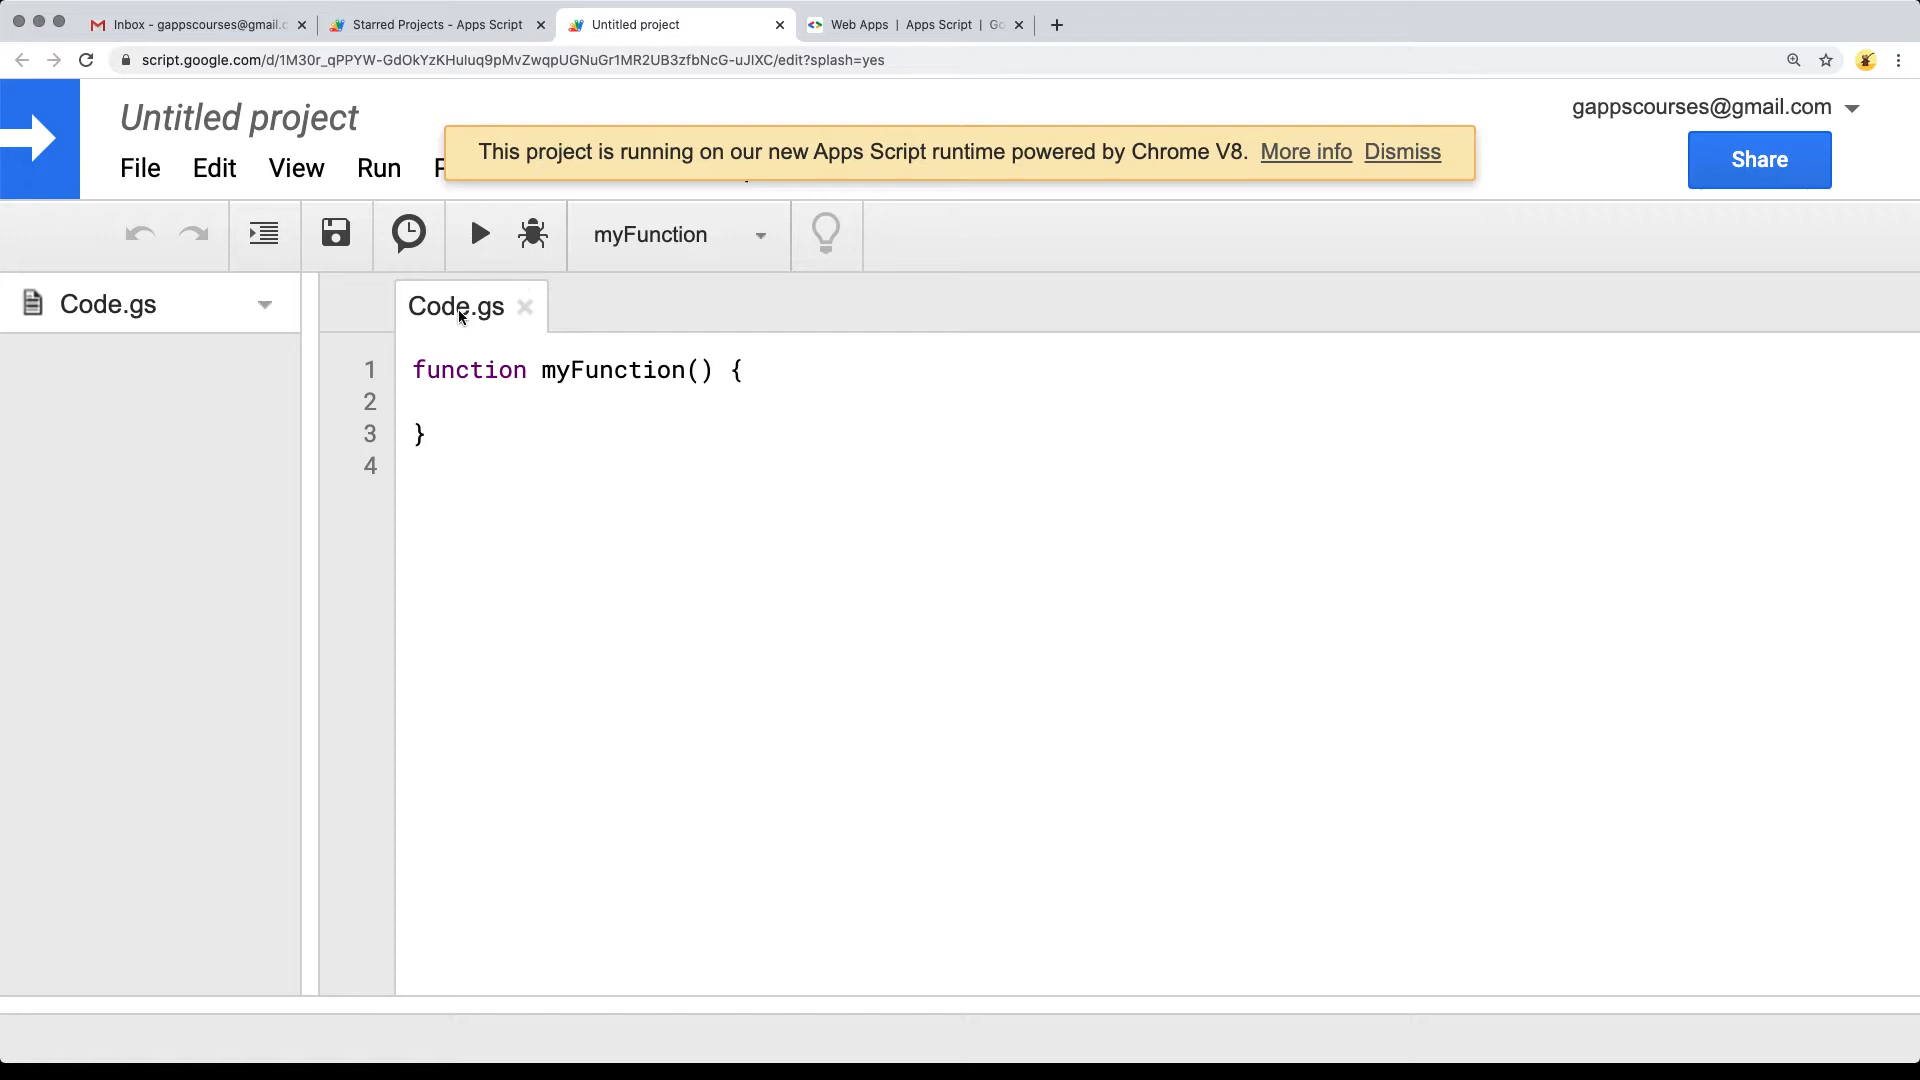 Inbox - gappscourses@gmail.c
Starred Projects - Apps Script
Untitled project
Web Apps | Apps Script | Go
script.google.com/d/1M30r_qPPYW-GdOkYzKHuluq9pMvZwqpUGNuGr1MR2UB3zfbNcG-uJIXC/edit?splash=yes
Untitled project
gappscourses@gmail.com
This project is running on our new Apps Script runtime powered by Chrome V8. More info Dismiss
File Edit View Run
Share
myFunction
Code.gs
Code.gs
1 function myFunction() {
2
3 }
4